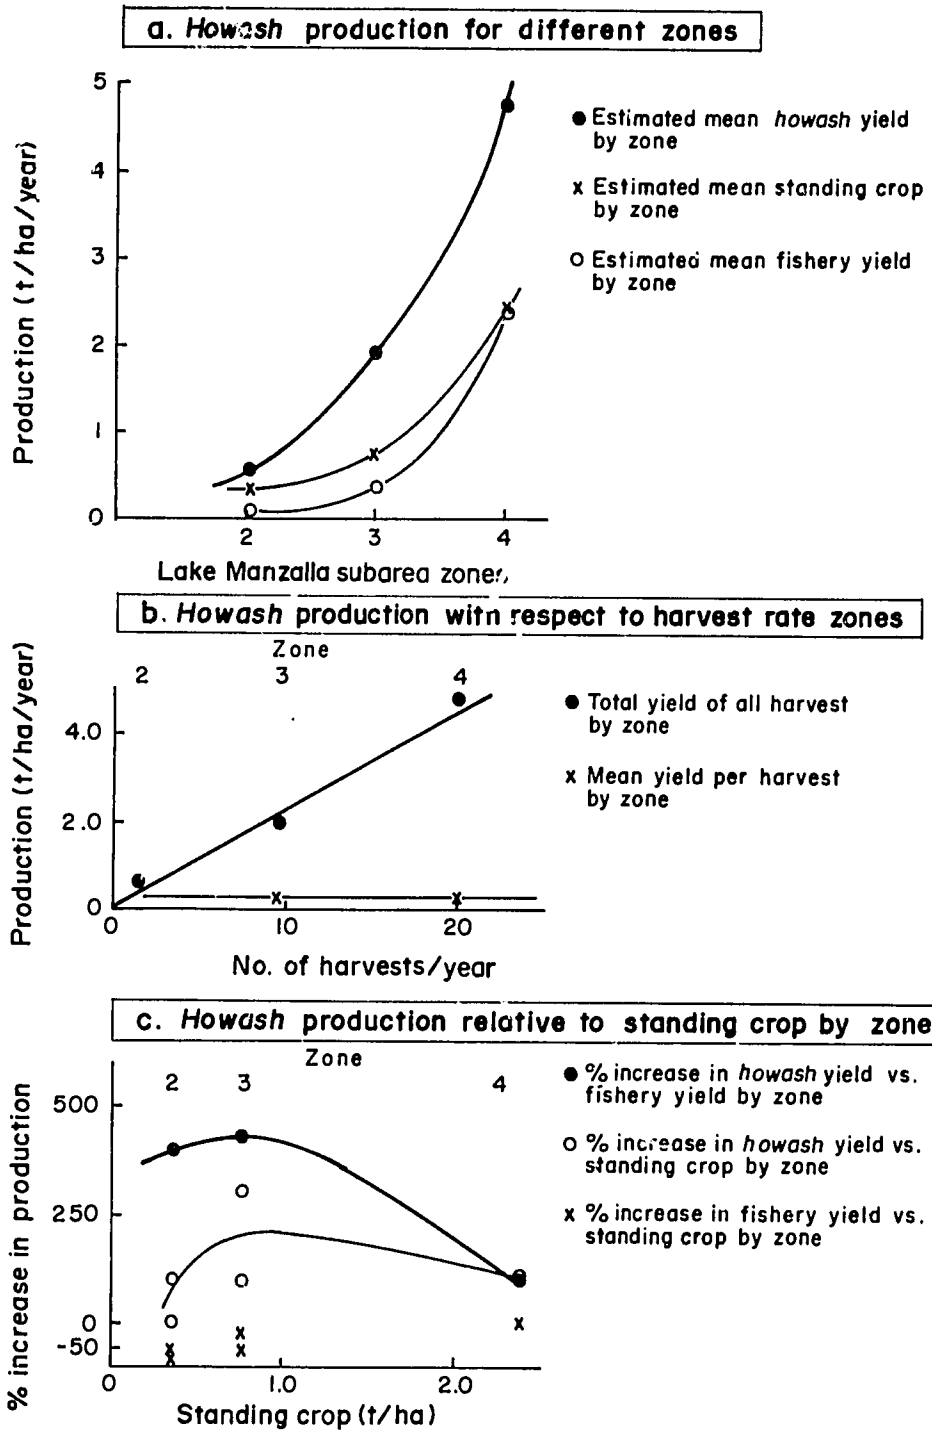 a. Howash production for different zones
5
4
3
2
1
0
Production (t/ha/year)
2 3 4
Lake Manzalla subarea zones
● Estimated mean howash yield
by zone
x Estimated mean standing crop
by zone
o Estimated mean fishery yield
by zone
b. Howash production with respect to harvest rate zones
Zone
2 3 4
4.0
2.0
0
Production (t/ha/year)
0 10 20
No. of harvests/year
● Total yield of all harvest
by zone
x Mean yield per harvest
by zone
c. Howash production relative to standing crop by zone
Zone
2 3 4
500
250
0
-50
% increase in production
0 1.0 2.0
Standing crop (t/ha)
● % increase in howash yield vs.
fishery yield by zone
o % increase in howash yield vs.
standing crop by zone
x % increase in fishery yield vs.
standing crop by zone